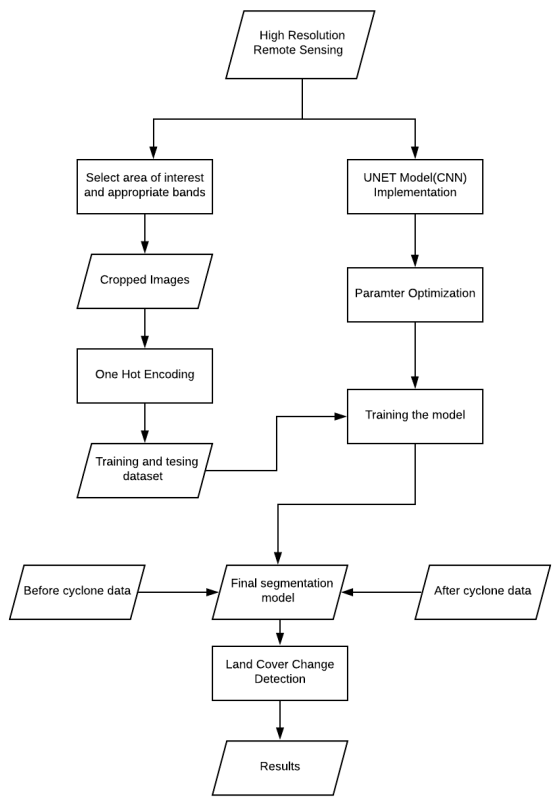 High Resolution
Remote Sensing
Select area of interest
and appropriate bands
UNET Model(CNN)
Implementation
Cropped Images
Paramter Optimization
One Hot Encoding
Training the model
Training and tesing
dataset
Before cyclone data
Final segmentation
model
After cyclone data
Land Cover Change
Detection
Results